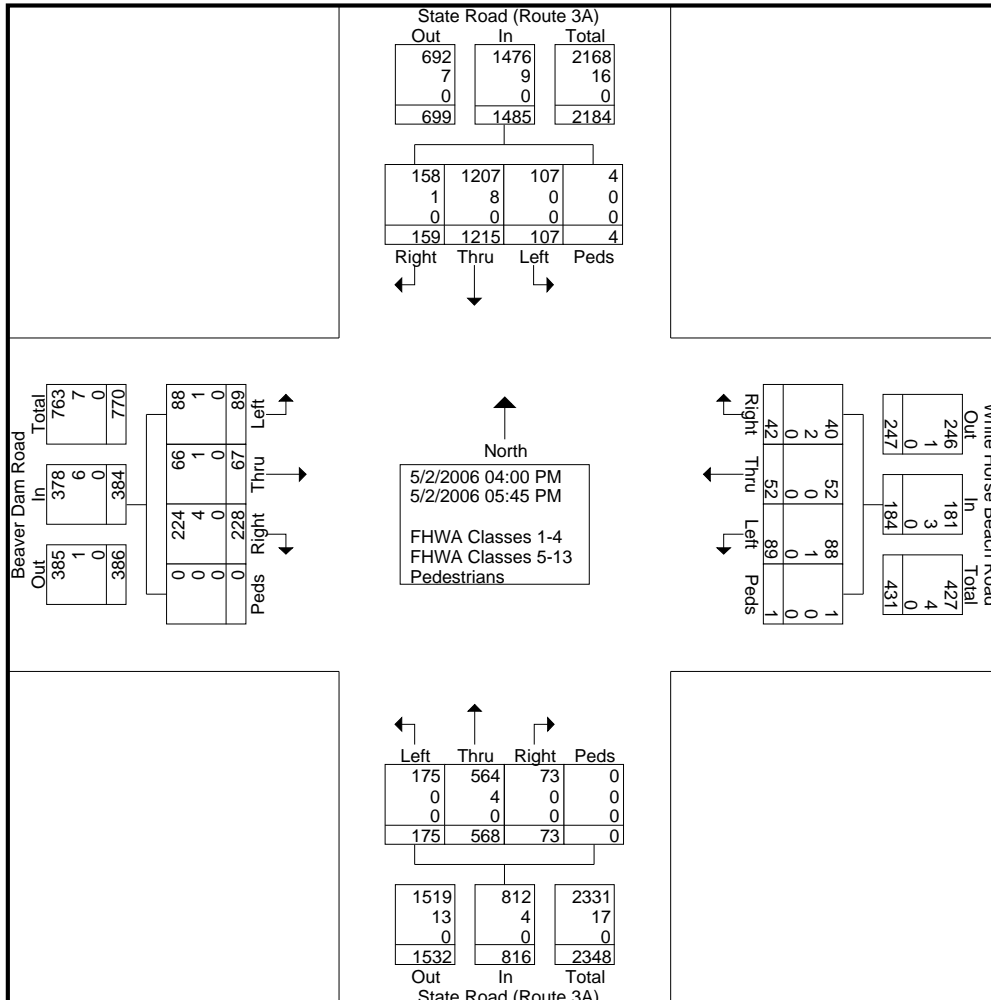 State Road (Route 3A)
Out In Total
692 1476 2168
7 9 16
0 0 0
699 1485 2184
158 1207 107 4
1 8 0 0
0 0 0 0
159 1215 107 4
Right Thru Left Peds
Beaver Dam Road
Total
763
7
0
770
In
378
6
0
384
Out
385
1
0
386
88
1
0
89
Left
66
1
0
67
Thru
224
4
0
228
Right
0
0
0
0
Peds
North
5/2/2006 04:00 PM
5/2/2006 05:45 PM
FHWA Classes 1-4
FHWA Classes 5-13
Pedestrians
Right
40
2
0
42
Thru
52
0
0
52
Left
88
1
0
89
Peds
1
0
0
1
White Horse Beach Road
Out
246
1
0
247
In
181
3
0
184
Total
427
4
0
431
Left Thru Right Peds
175 564 73 0
0 4 0 0
0 0 0 0
175 568 73 0
1519 812 2331
13 4 17
0 0 0
1532 816 2348
Out In Total
State Road (Route 3A)